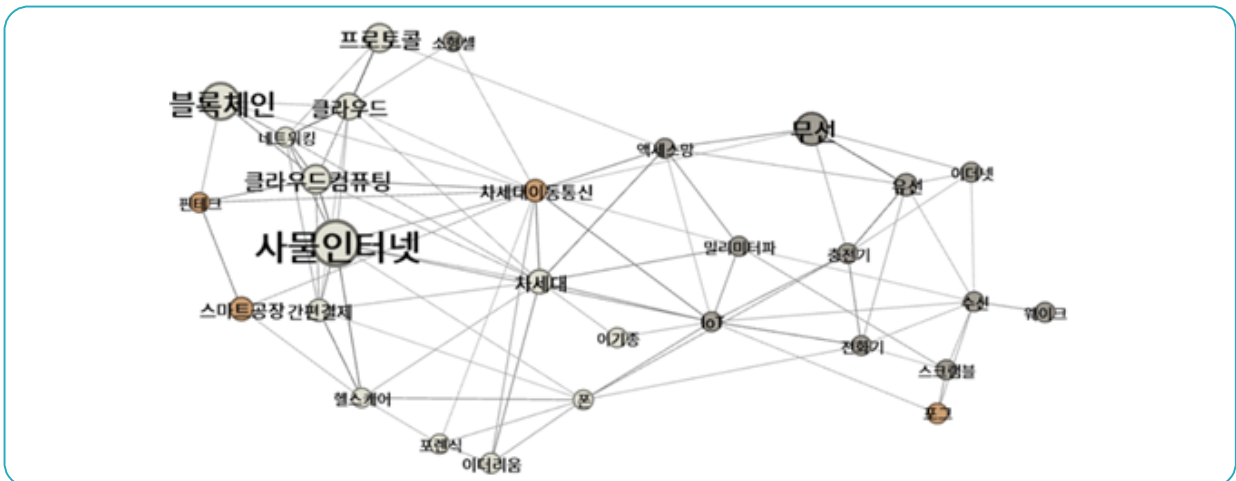 프로토콜
소형셀
블록체인
클라우드
네트워킹
무선
액세스망
이더넷
클라우드컴퓨팅
유선
차세대이동통신
핀테크
사물인터넷
밀리미터파
충전기
차세대
수신
스마트공장
간편결제
웨이크
IoT
이기종
전화기
스크램블
헬스케어
폰
포그
포렌식
이더리움